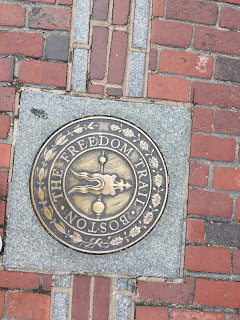 THE FREEDOM TRAIL
BOSTON